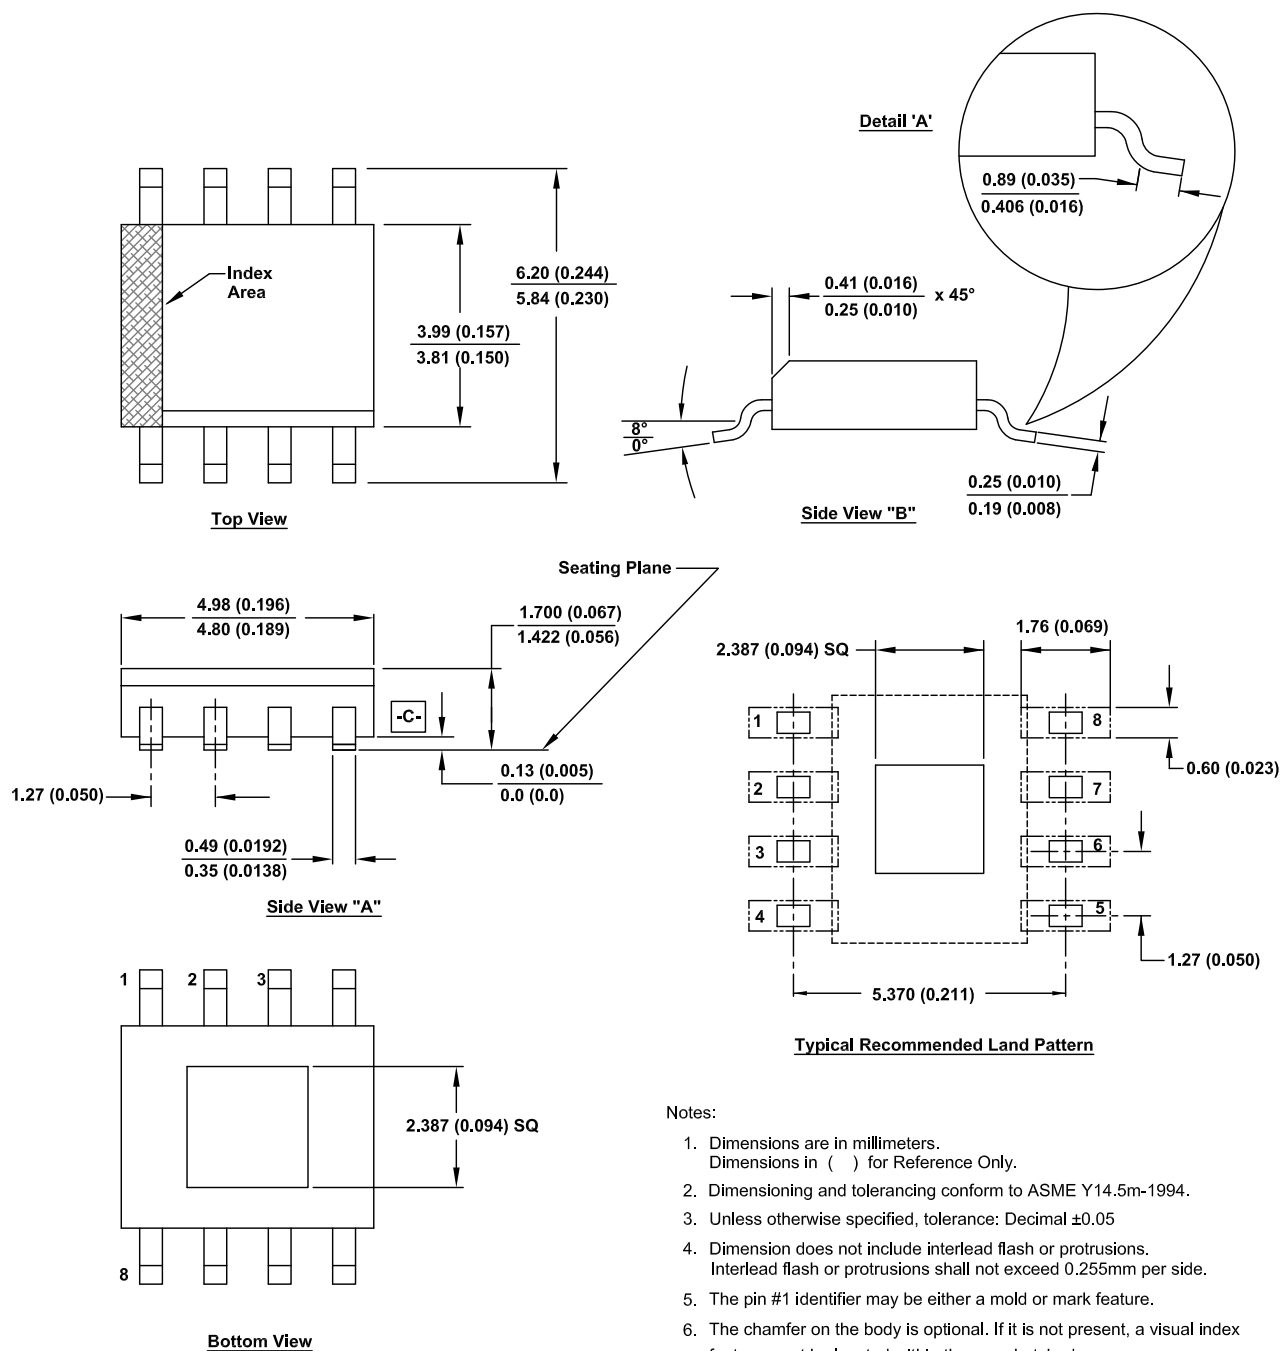 Detail 'A'
0.89 (0.035)
0.406 (0.016)
Index
Area
6.20 (0.244)
5.84 (0.230)
3.99 (0.157)
3.81 (0.150)
Top View
0.41 (0.016)
0.25 (0.010)
x 45°
8°
0°
0.25 (0.010)
0.19 (0.008)
Side View "B"
Seating Plane
4.98 (0.196)
4.80 (0.189)
1.700 (0.067)
1.422 (0.056)
-C-
0.13 (0.005)
0.0 (0.0)
1.27 (0.050)
0.49 (0.0192)
0.35 (0.0138)
Side View "A"
2.387 (0.094) SQ
1.76 (0.069)
1
8
0.60 (0.023)
2
7
3
6
4
5
1.27 (0.050)
5.370 (0.211)
Typical Recommended Land Pattern
1
2
3
2.387 (0.094) SQ
8
Bottom View
Notes:
1. Dimensions are in millimeters.
Dimensions in ( ) for Reference Only.
2. Dimensioning and tolerancing conform to ASME Y14.5m-1994.
3. Unless otherwise specified, tolerance: Decimal ±0.05
4. Dimension does not include interlead flash or protrusions.
Interlead flash or protrusions shall not exceed 0.255mm per side.
5. The pin #1 identifier may be either a mold or mark feature.
6. The chamfer on the body is optional. If it is not present, a visual index